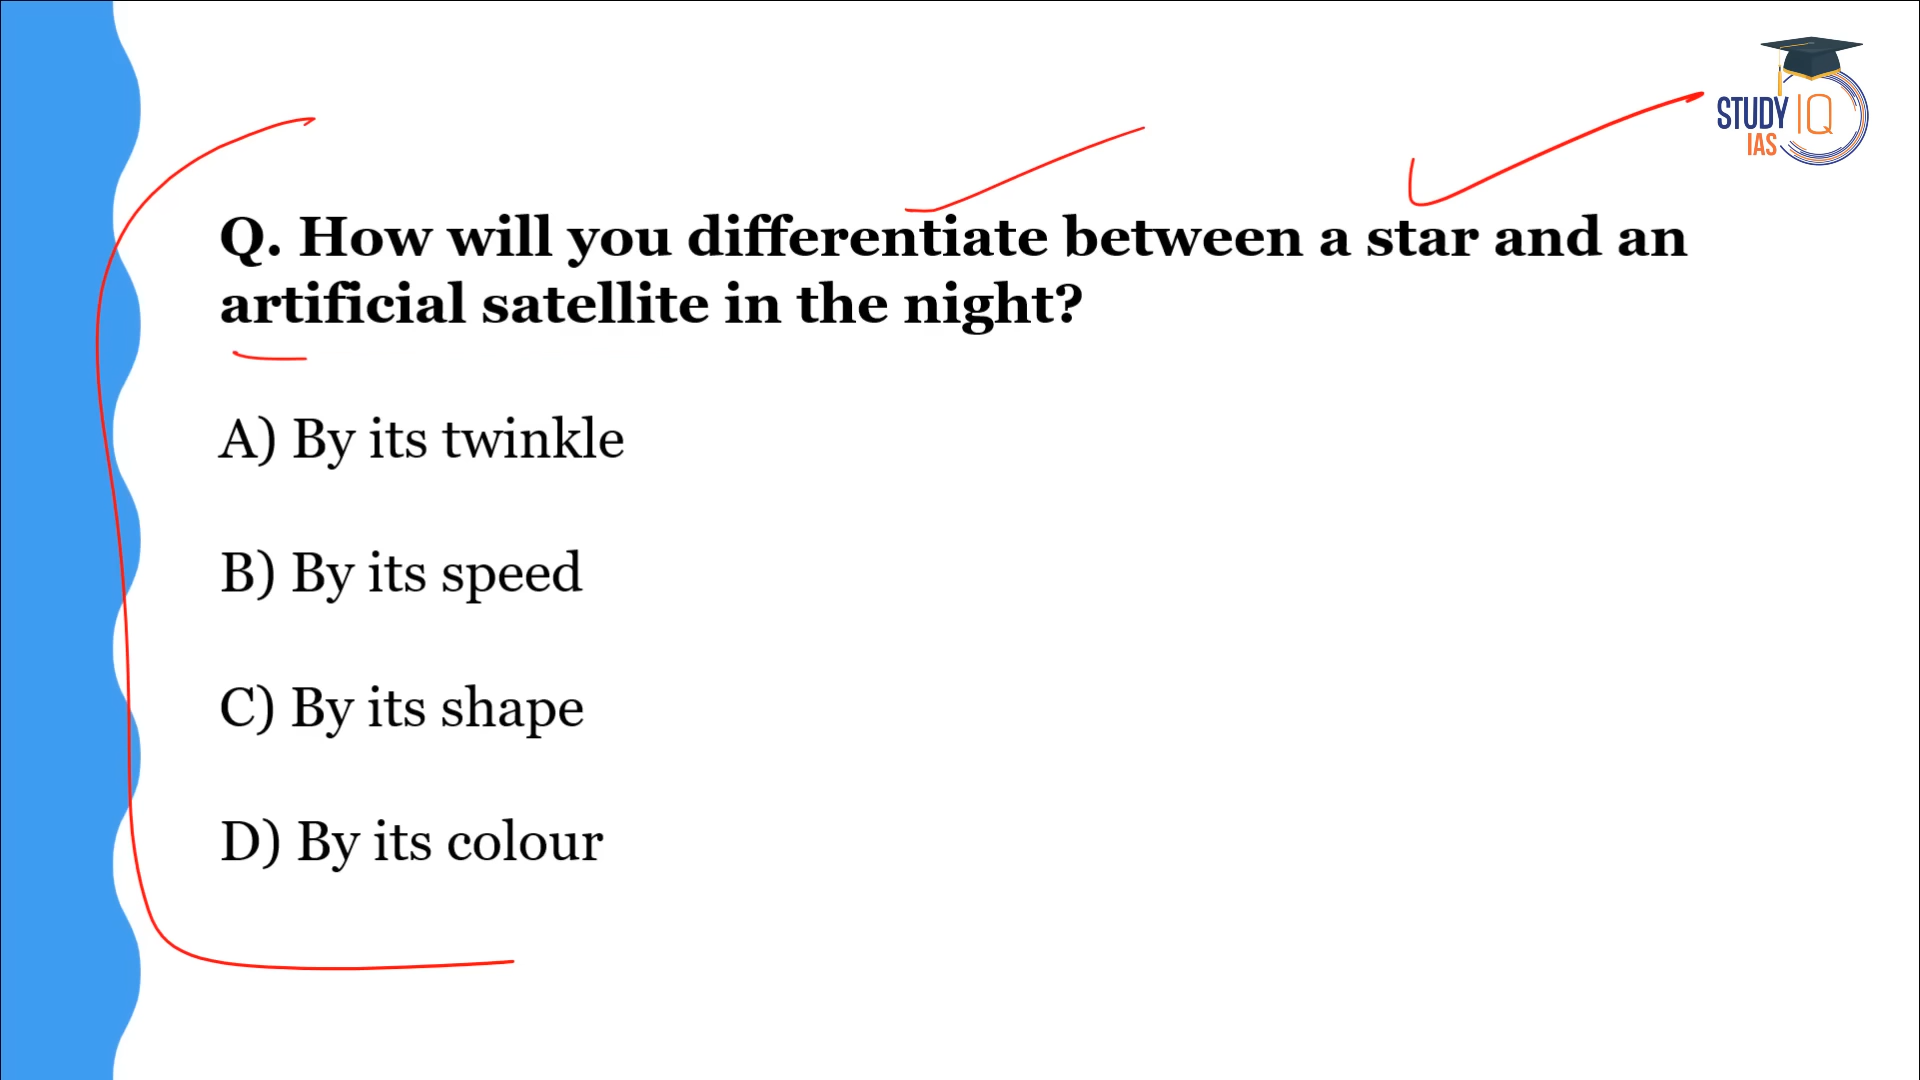 STUDY IQ
IAS
Q. How will you differentiate between a star and an
artificial satellite in the night?
A) By its twinkle
B) By its speed
C) By its shape
D) By its colour